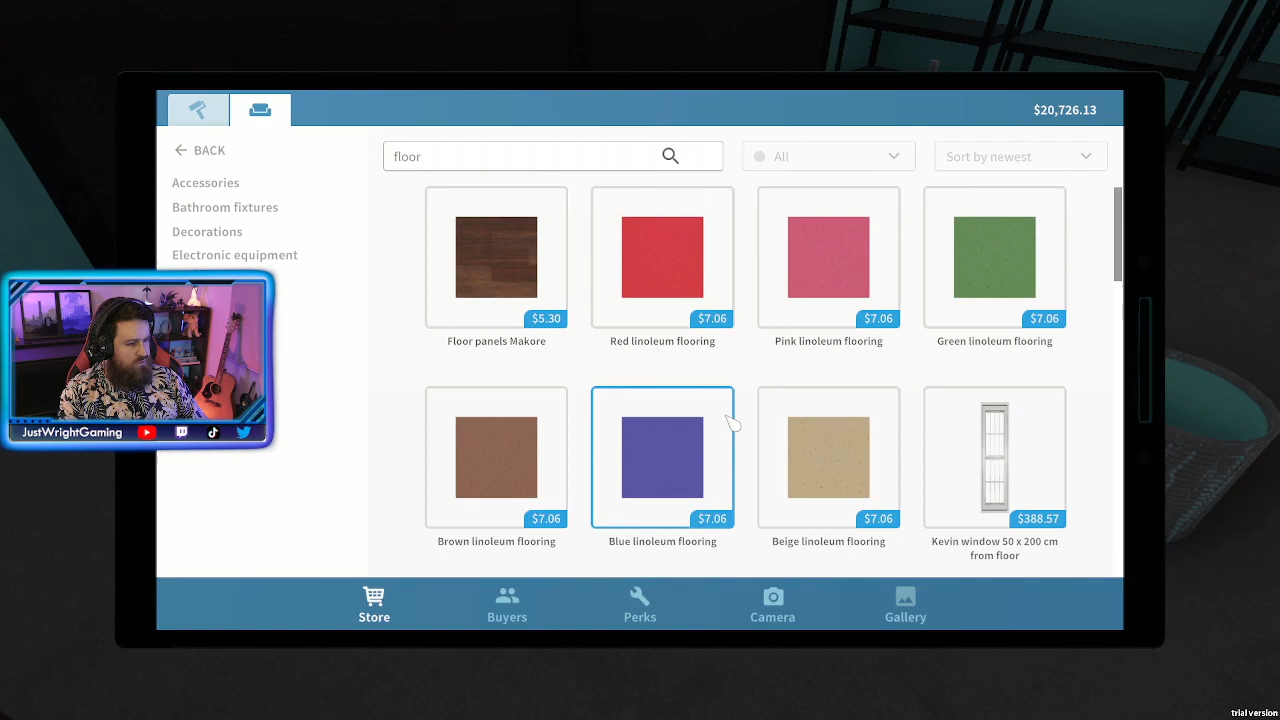 $20,726.13
BACK
floor
All
Sort by newest
Accessories
Bathroom fixtures
Decorations
Electronic equipment
$5.30
$7.06
$7.06
$7.06
Floor panels Makore
Red linoleum flooring
Pink linoleum flooring
Green linoleum flooring
JustWrightGaming
$7.06
$7.06
$7.06
$388.57
Brown linoleum flooring
Blue linoleum flooring
Beige linoleum flooring
Kevin window 50 x 200 cm
from floor
Store
Buyers
Perks
Camera
Gallery
trial version